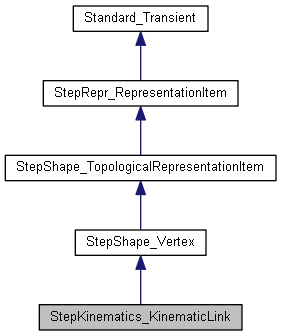 Standard_Transient
StepRepr_RepresentationItem
StepShape_TopologicalRepresentationItem
StepShape_Vertex
StepKinematics_KinematicLink